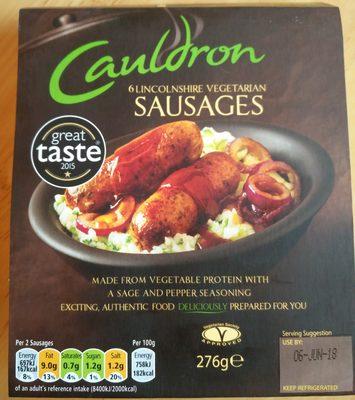 Cauldron
6 LINCOLNSHIRE VEGETARIAN
SAUSAGES
great
taste
2015
MADE FROM VEGETABLE PROTEIN WITH
A SAGE AND PEPPER SEASONING
EXCITING, AUTHENTIC FOOD DELICIOUSLY PREPARED FOR YOU
Per 2 Sausages
Per 100g
Energy
697kJ
167kcal
8%
Fat
9.0g
13%
Saturates
0.7g
4%
Sugars
1.2g
1%
Salt
1.2g
20%
Energy
758kJ
182kcal
of an adult's reference intake (8400kJ/2000kcal)
Vegetarian Society
APPROVED
276g℮
Serving Suggestion
USE BY:
06-JUN-18
KEEP REFRIGERATED